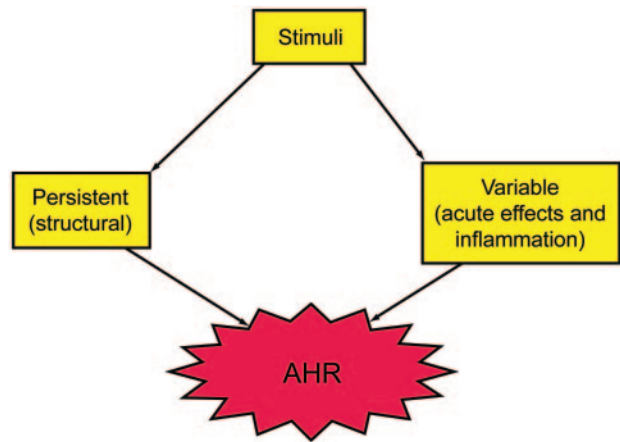 Stimuli
Persistent
(structural)
Variable
(acute effects and
inflammation)
AHR